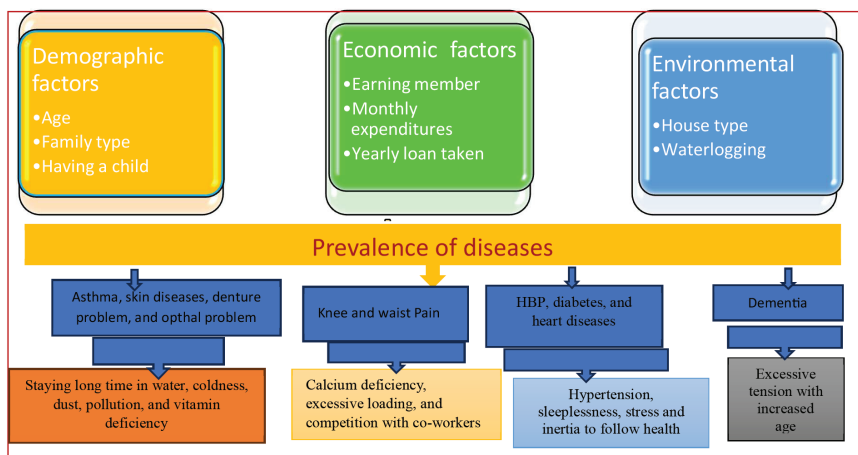 Demographic
factors
•Age
•Family type
•Having a child
Economic factors
•Earning member
•Monthly
expenditures
•Yearly loan taken
Environmental
factors
•House type
•Waterlogging
Prevalence of diseases
Asthma, skin diseases, denture
problem, and opthal problem
Knee and waist Pain
HBP, diabetes, and
heart diseases
Dementia
Staying long time in water, coldness,
dust, pollution, and vitamin
deficiency
Calcium deficiency,
excessive loading, and
competition with co-workers
Hypertension,
sleeplessness, stress and
inertia to follow health
Excessive
tension with
increased
age